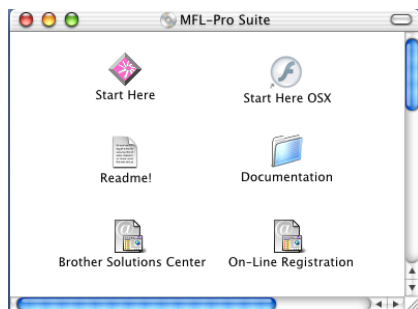 MFL-Pro Suite
Start Here
Start Here OSX
Readme!
Documentation
Brother Solutions Center
On-Line Registration